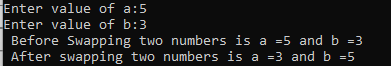 Enter value of a:5
Enter value of b:3
 Before Swapping two numbers is a =5 and b =3
 After swapping two numbers is a =3 and b =5